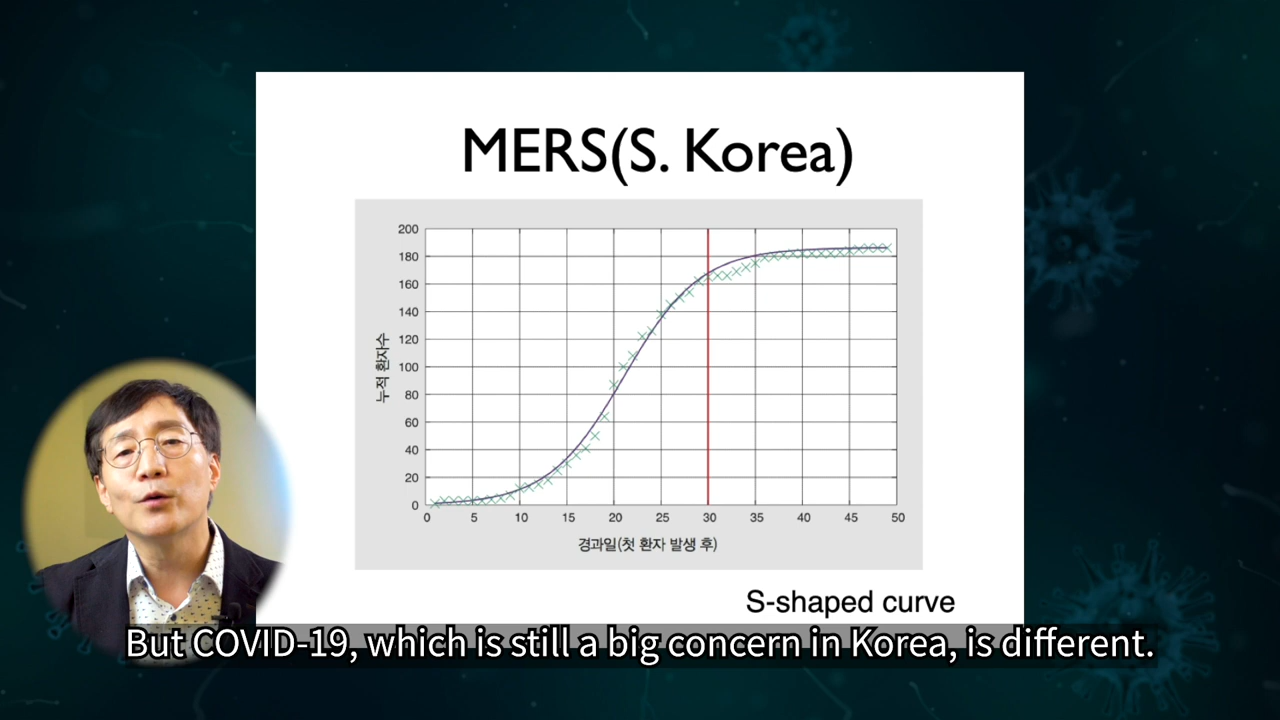 MERS(S. Korea)
200
180
160
140
120
100
80
60
40
20
0
누적 환자수
0 5 10 15 20 25 30 35 40 45 50
경과일(첫 환자 발생 후)
S-shaped curve
But COVID-19, which is still a big concern in Korea, is different.